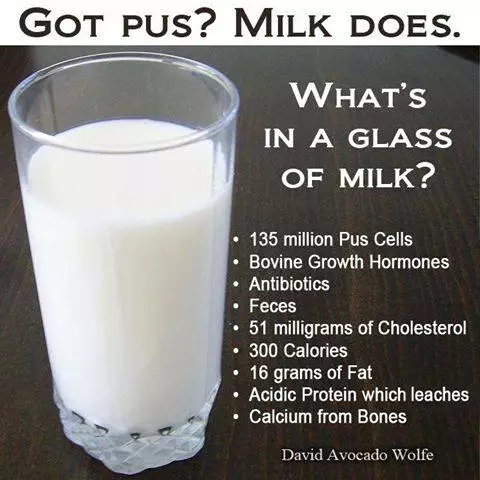 GOT PUS? MILK DOES.
WHAT'S
IN A GLASS
OF MILK?
• 135 million Pus Cells
• Bovine Growth Hormones
• Antibiotics
• Feces
• 51 milligrams of Cholesterol
• 300 Calories
• 16 grams of Fat
• Acidic Protein which leaches
• Calcium from Bones
David Avocado Wolfe